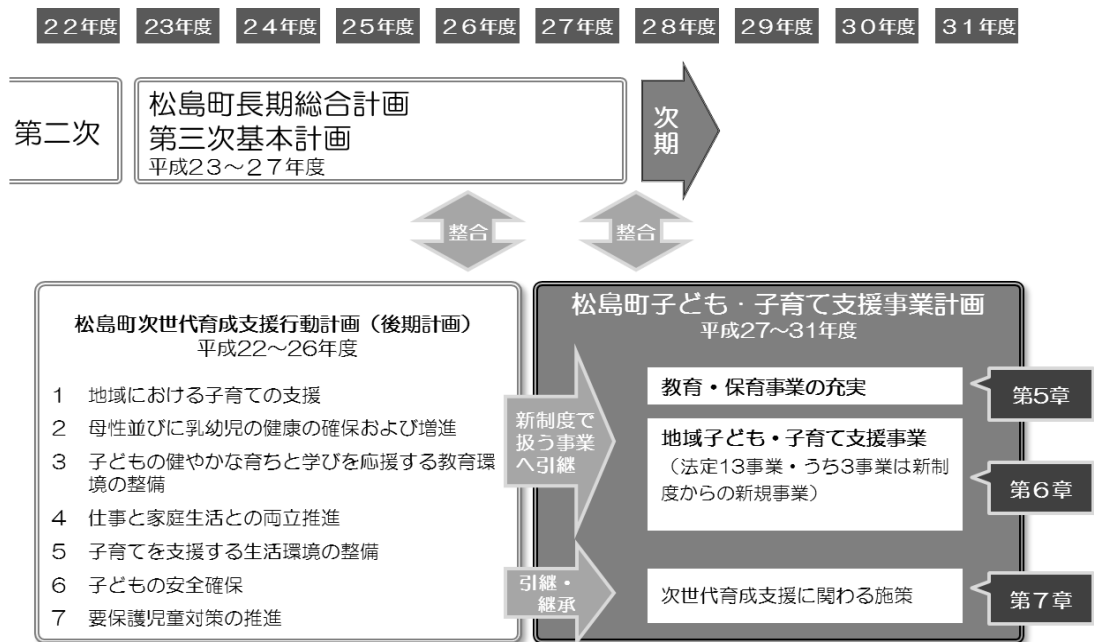 22年度 23年度 24年度 25年度 26年度 27年度 28年度 29年度 30年度 31年度
第二次
松島町長期総合計画
第三次基本計画
平成23～27年度
次期
整合
整合
松島町次世代育成支援行動計画（後期計画）
平成22～26年度
1 地域における子育ての支援
2 母性並びに乳幼児の健康の確保および増進
3 子どもの健やかな育ちと学びを応援する教育環
境の整備
4 仕事と家庭生活との両立推進
5 子育てを支援する生活環境の整備
6 子どもの安全確保
7 要保護児童対策の推進
新制度で
扱う事業
へ引継
引継・
継承
松島町子ども・子育て支援事業計画
平成27～31年度
教育・保育事業の充実
第5章
地域子ども・子育て支援事業
（法定13事業・うち3事業は新制
度からの新規事業）
第6章
次世代育成支援に関わる施策
第7章